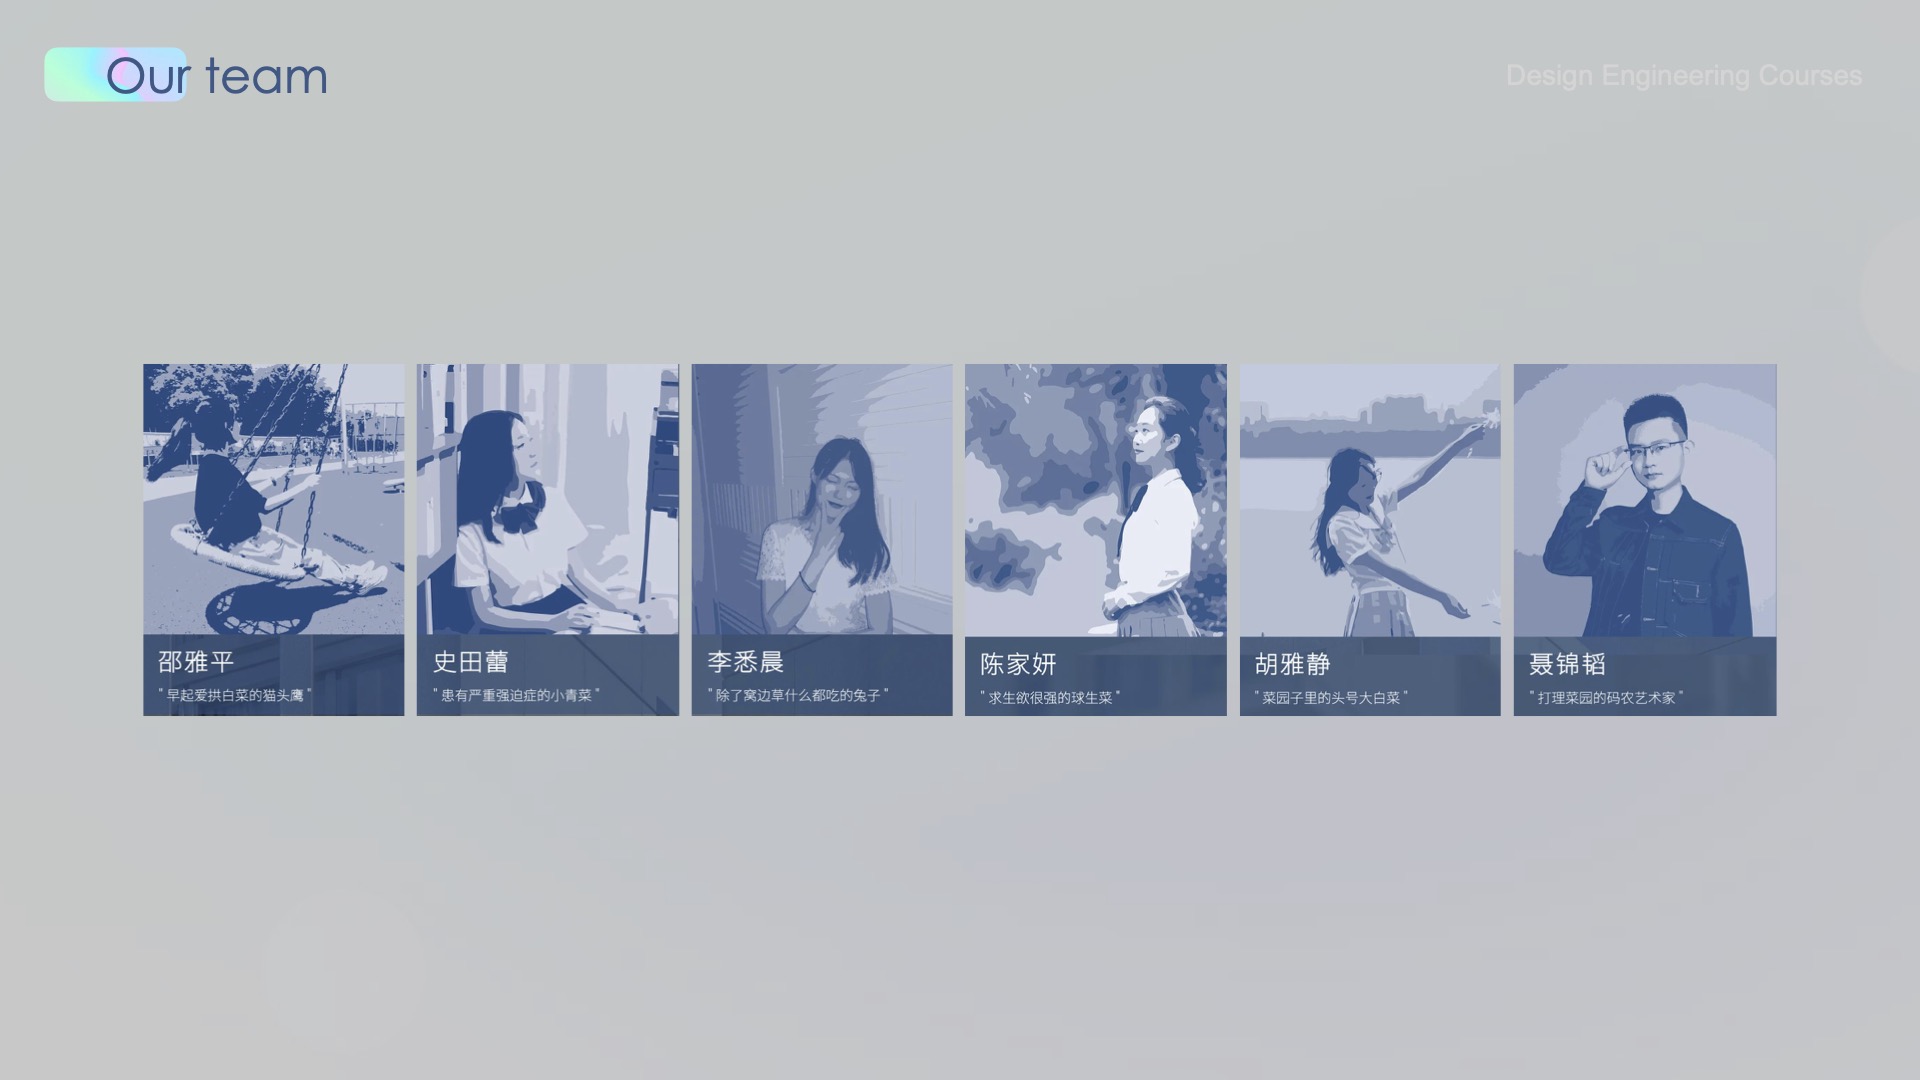 Our team
Design Engineering Courses
邵雅平
" 早起爱拱白菜的猫头鹰 "
史田蕾
" 患有严重强迫症的小青菜 "
李悉晨
" 除了窝边草什么都吃的兔子 "
陈家妍
" 求生欲很强的球生菜 "
胡雅静
" 菜园子里的头号大白菜 "
聂锦韬
" 打理菜园的码农艺术家 "